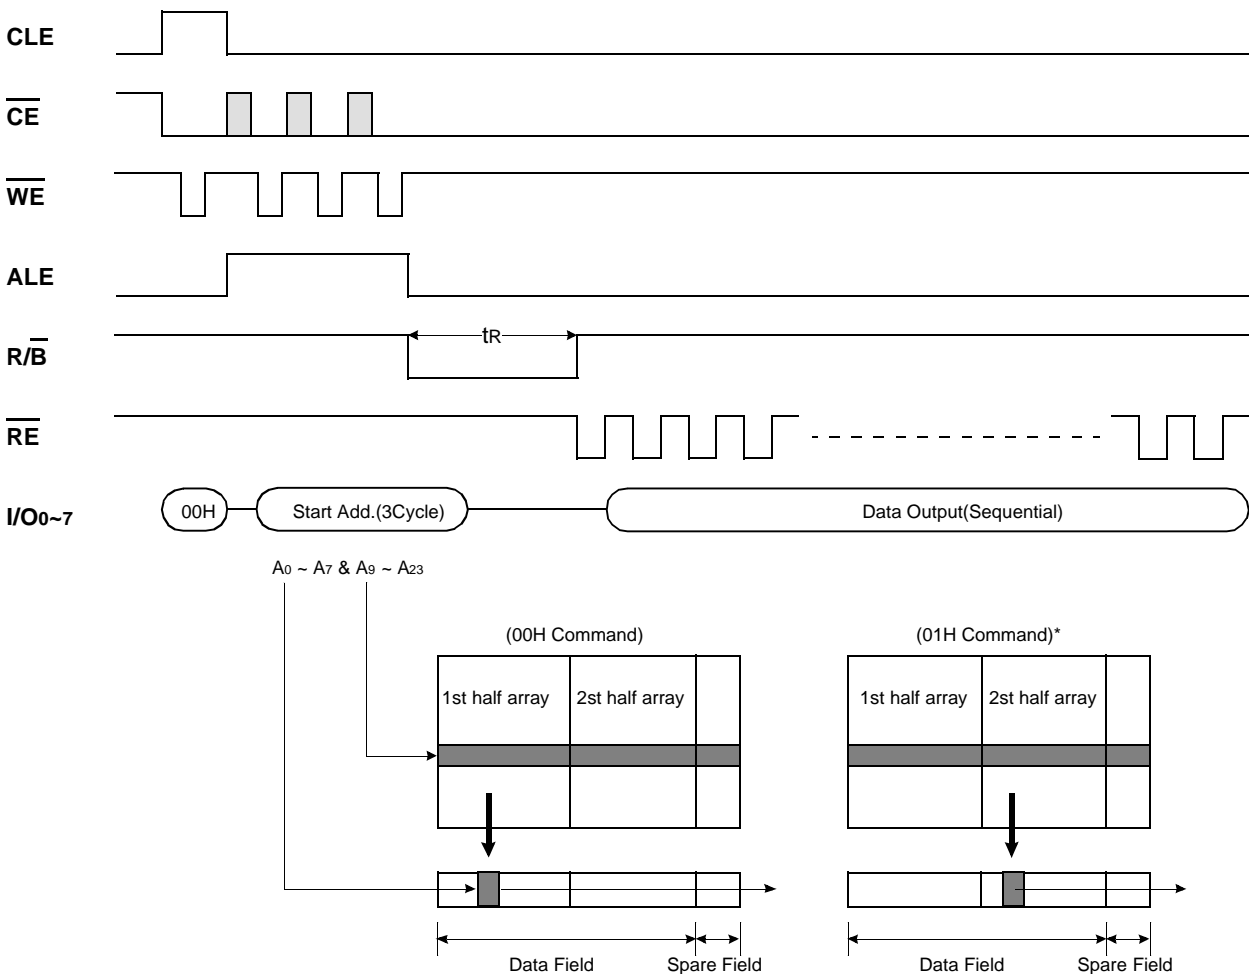 CLE
CE
WE
ALE
R/B
tR
RE
I/O0~7
00H
Start Add.(3Cycle)
Data Output(Sequential)
A0 ~ A7 & A9 ~ A23
(00H Command)
(01H Command)*
1st half array
2st half array
1st half array
2st half array
Data Field
Spare Field
Data Field
Spare Field